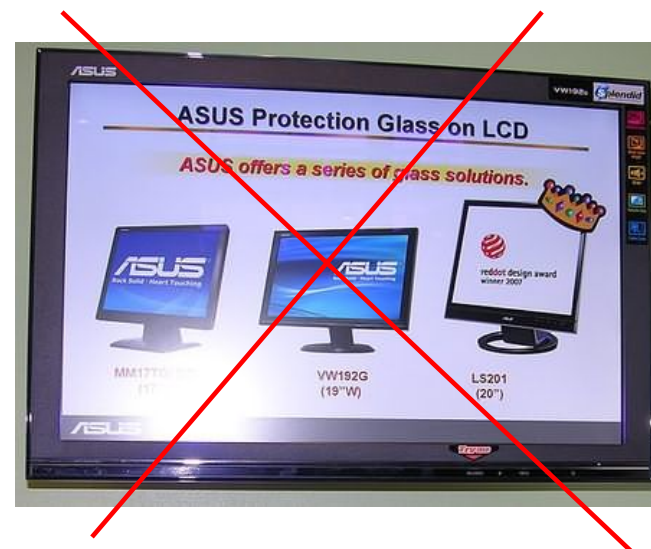 ASUS
VW192S Splendid
ASUS Protection Glass on LCD
ASUS offers a series of glass solutions.
ASUS
Rock Solid · Heart Touching
ASUS
reddot design award
winner 2007
VW192G
(19"W)
LS201
(20")
ASUS